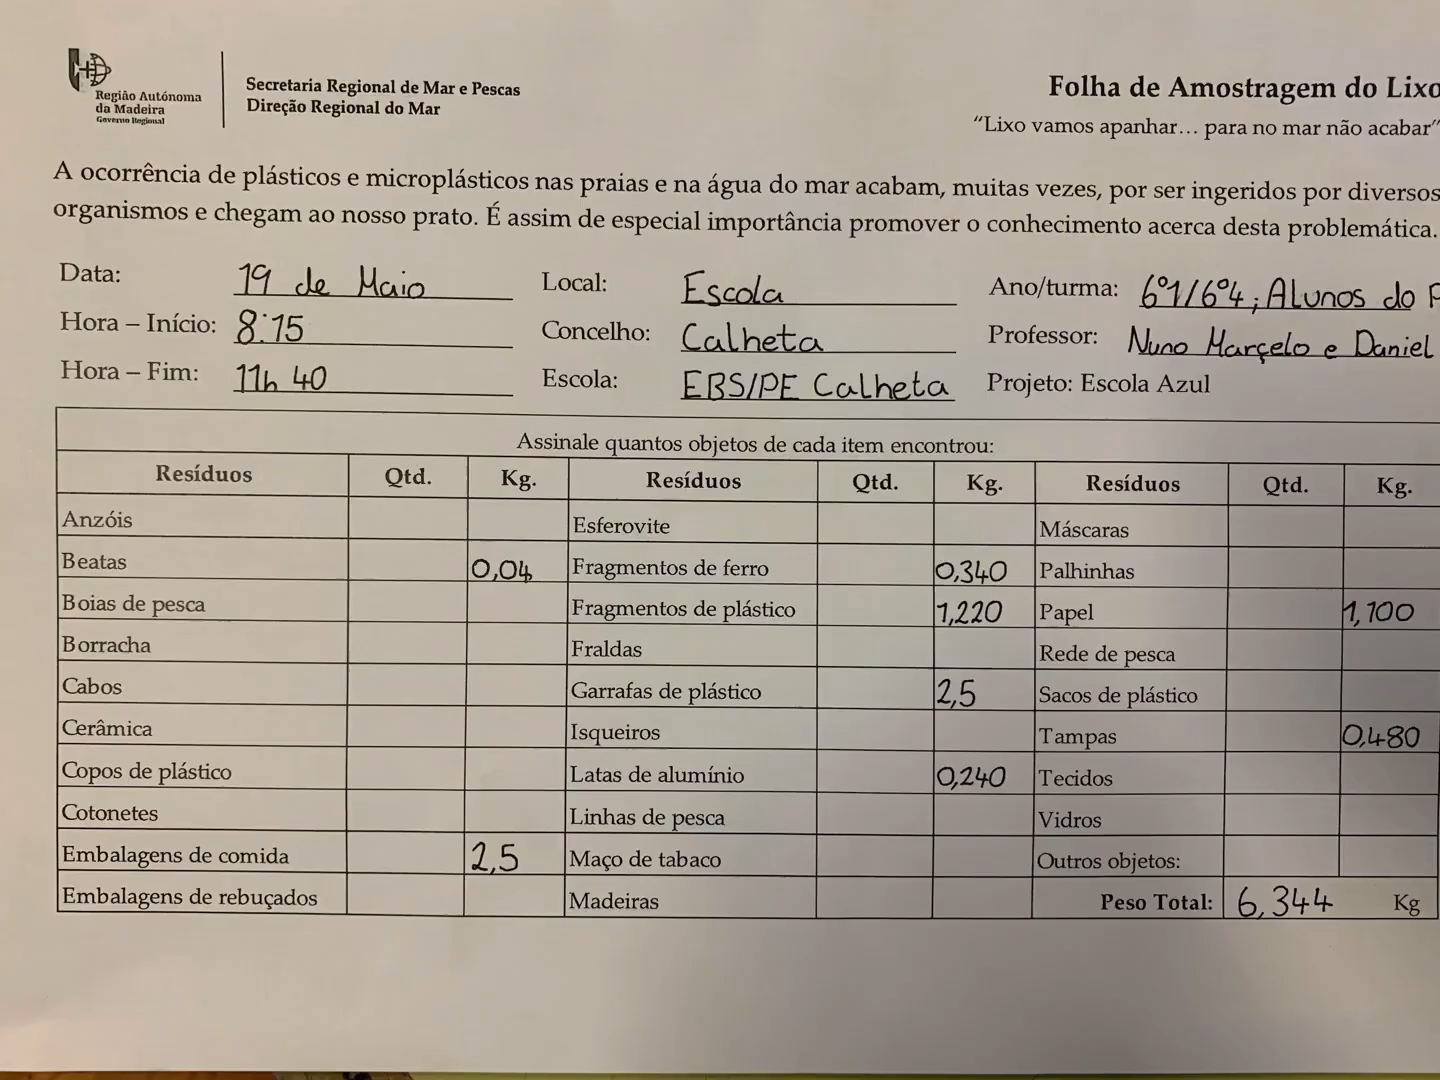 Região Autónoma
da Madeira
Governo Regional
Secretaria Regional de Mar e Pescas
Direção Regional do Mar
Folha de Amostragem do Lixo
“Lixo vamos apanhar… para no mar não acabar”
A ocorrência de plásticos e microplásticos nas praias e na água do mar acabam, muitas vezes, por ser ingeridos por diversos
organismos e chegam ao nosso prato. É assim de especial importância promover o conhecimento acerca desta problemática.
Data: 19 de Maio Local: Escola Ano/turma: 6º1/6º4; Alunos do P
Hora – Início: 8:15 Concelho: Calheta Professor: Nuno Marçelo e Daniel
Hora – Fim: 11h 40 Escola: EBS/PE Calheta Projeto: Escola Azul
Assinale quantos objetos de cada item encontrou:
Resíduos Qtd. Kg. Resíduos Qtd. Kg. Resíduos Qtd. Kg.
Anzóis Esferovite Máscaras
Beatas 0,04 Fragmentos de ferro 0,340 Palhinhas
Boias de pesca Fragmentos de plástico 1,220 Papel 1,100
Borracha Fraldas Rede de pesca
Cabos Garrafas de plástico 2,5 Sacos de plástico
Cerâmica Isqueiros Tampas 0,480
Copos de plástico Latas de alumínio 0,240 Tecidos
Cotonetes Linhas de pesca Vidros
Embalagens de comida 2,5 Maço de tabaco Outros objetos:
Embalagens de rebuçados Madeiras Peso Total: 6,344 Kg